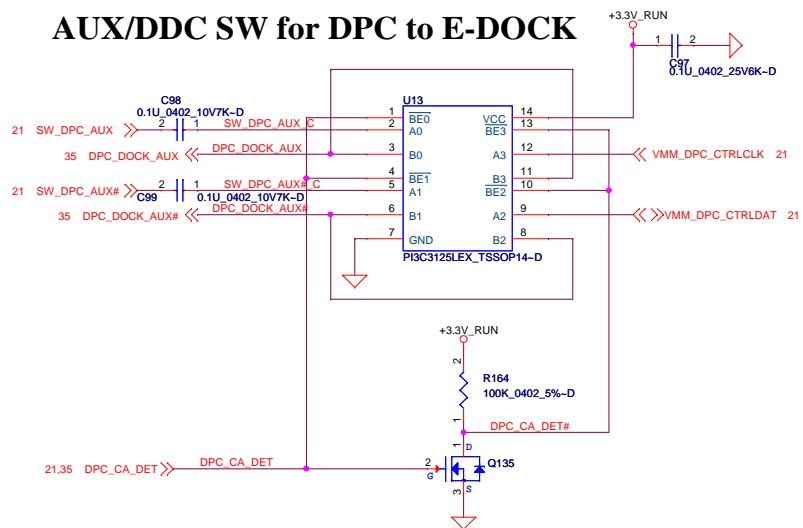 AUX/DDC SW for DPC to E-DOCK
+3.3V_RUN
1 2
C97
0.1U_0402_25V6K~D
C98
0.1U_0402_10V7K~D
U13
21 SW_DPC_AUX 2 1 SW_DPC_AUX_C
35 DPC_DOCK_AUX DPC_DOCK_AUX
21 SW_DPC_AUX# 2 1 SW_DPC_AUX#_C
C99 0.1U_0402_10V7K~D
35 DPC_DOCK_AUX# DPC_DOCK_AUX#
1 BE0 VCC 14
2 A0 BE3 13
3 B0 A3 12
4 BE1 B3 11
5 A1 BE2 10
6 B1 A2 9
7 GND B2 8
VMM_DPC_CTRLCLK 21
VMM_DPC_CTRLDAT 21
PI3C3125LEX_TSSOP14~D
+3.3V_RUN
2
R164
100K_0402_5%~D
1
DPC_CA_DET#
1 D
21,35 DPC_CA_DET DPC_CA_DET 2 G Q135
3 S